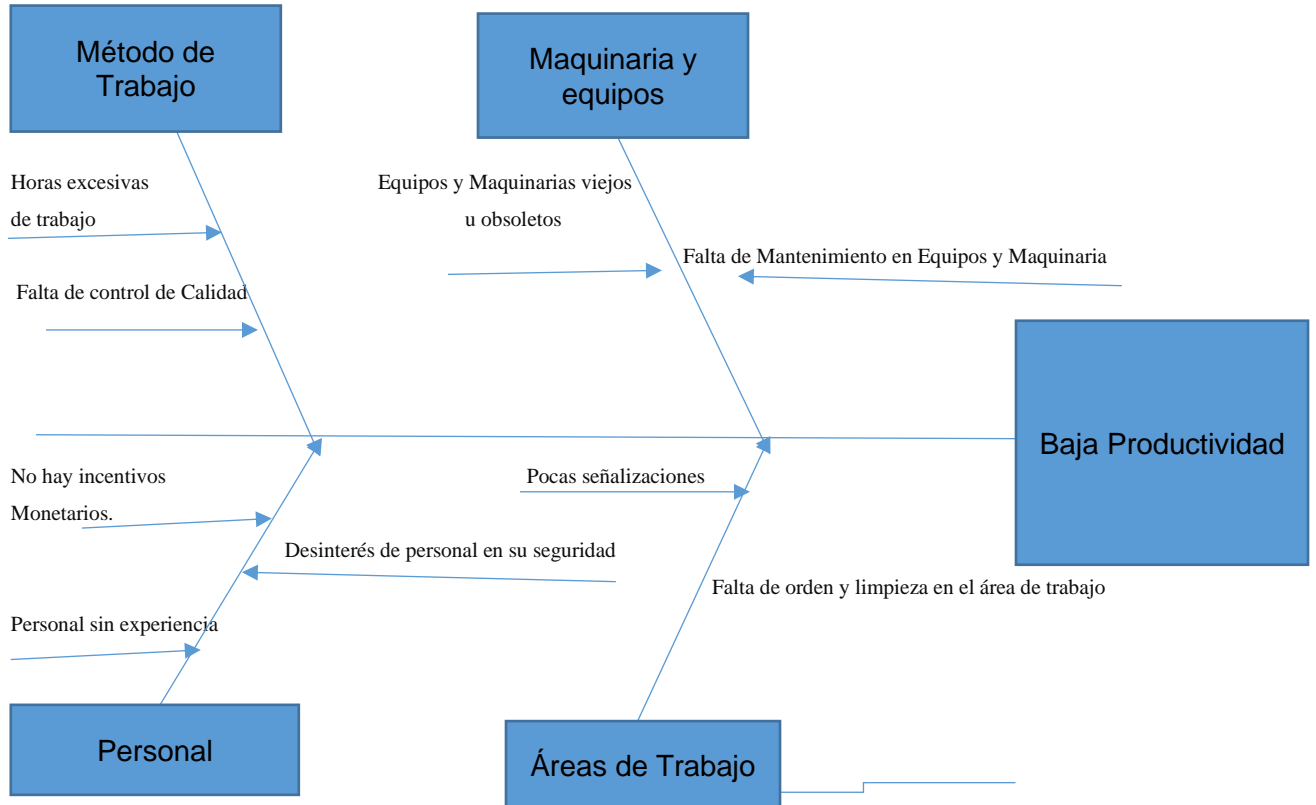 Método de
Trabajo
Maquinaria y
equipos
Horas excesivas
de trabajo
Equipos y Maquinarias viejos
u obsoletos
Falta de Mantenimiento en Equipos y Maquinaria
Falta de control de Calidad
Baja Productividad
No hay incentivos
Monetarios.
Pocas señalizaciones
Desinterés de personal en su seguridad
Falta de orden y limpieza en el área de trabajo
Personal sin experiencia
Personal
Áreas de Trabajo